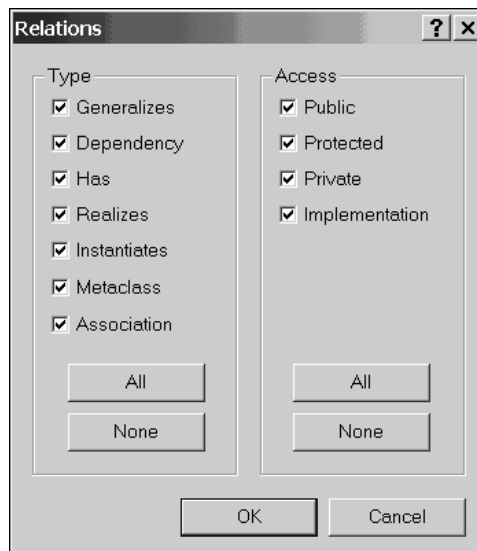 Relations ? ×
Type
Generalizes
Dependency
Has
Realizes
Instantiates
Metaclass
Association
All
None
Access
Public
Protected
Private
Implementation
All
None
OK Cancel